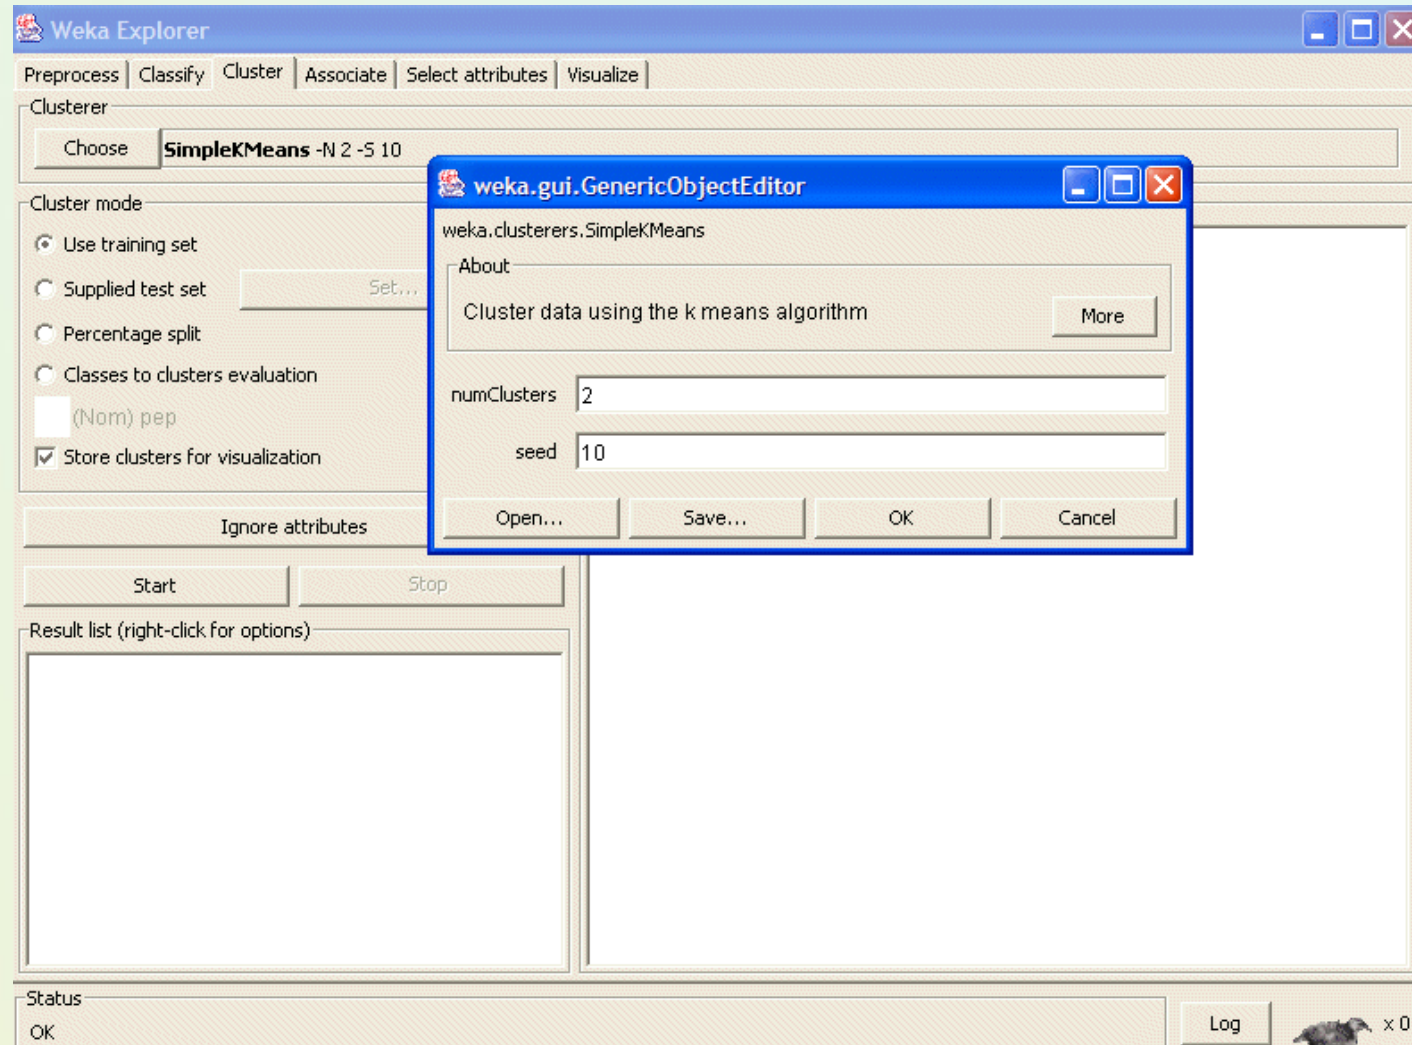 Weka Explorer
Preprocess Classify Cluster Associate Select attributes Visualize
Clusterer
Choose SimpleKMeans -N 2 -S 10
Cluster mode
Use training set
Supplied test set Set...
Percentage split
Classes to clusters evaluation
(Nom) pep
Store clusters for visualization
Ignore attributes
Start Stop
Result list (right-click for options)
weka.gui.GenericObjectEditor
weka.clusterers.SimpleKMeans
About
Cluster data using the k means algorithm More
numClusters 2
seed 10
Open... Save... OK Cancel
Status
OK Log x 0